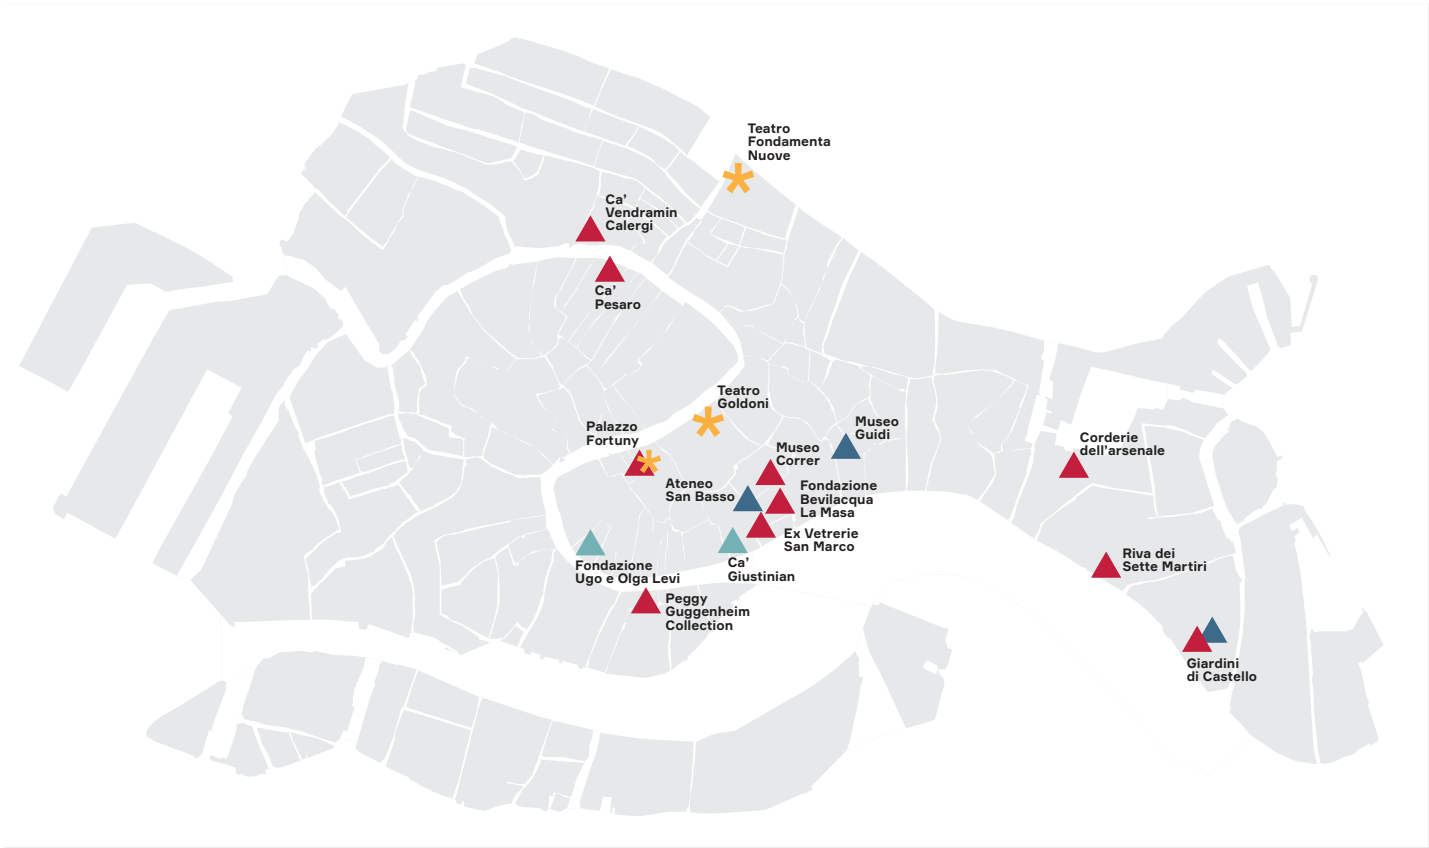 Teatro
Fondamenta
Nuove
Ca'
Vendramin
Calergi
Ca'
Pesaro
Teatro
Goldoni
Palazzo
Fortuny
Museo
Guidi
Museo
Correr
Corderie
dell'arsenale
Ateneo
San Basso
Fondazione
Bevilacqua
La Masa
Ex Vetrerie
San Marco
Fondazione
Ugo e Olga Levi
Ca'
Giustinian
Riva dei
Sette Martiri
Peggy
Guggenheim
Collection
Giardini
di Castello